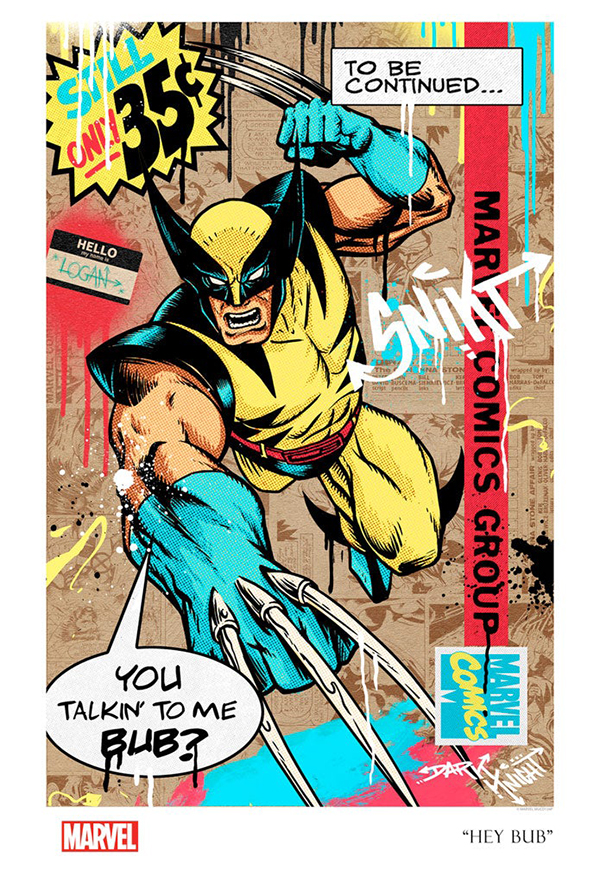 STILL
ONLY 35¢
TO BE
CONTINUED...
HELLO
my name is
LOGAN
SNIKT
MARVEL COMICS GROUP
YOU
TALKIN' TO ME
BUB?
MARVEL
COMICS
DARK KNIGHT
MARVEL
"HEY BUB"